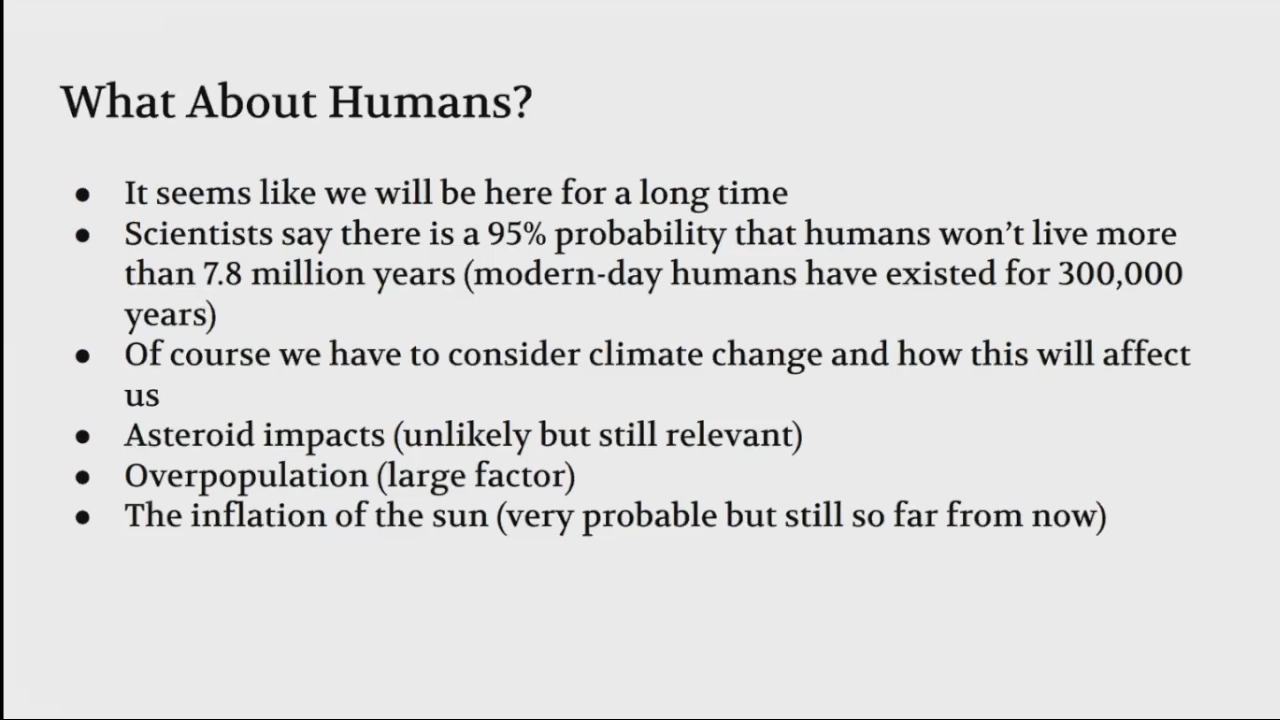 What About Humans?
● It seems like we will be here for a long time
● Scientists say there is a 95% probability that humans won’t live more
than 7.8 million years (modern-day humans have existed for 300,000
years)
● Of course we have to consider climate change and how this will affect
us
● Asteroid impacts (unlikely but still relevant)
● Overpopulation (large factor)
● The inflation of the sun (very probable but still so far from now)